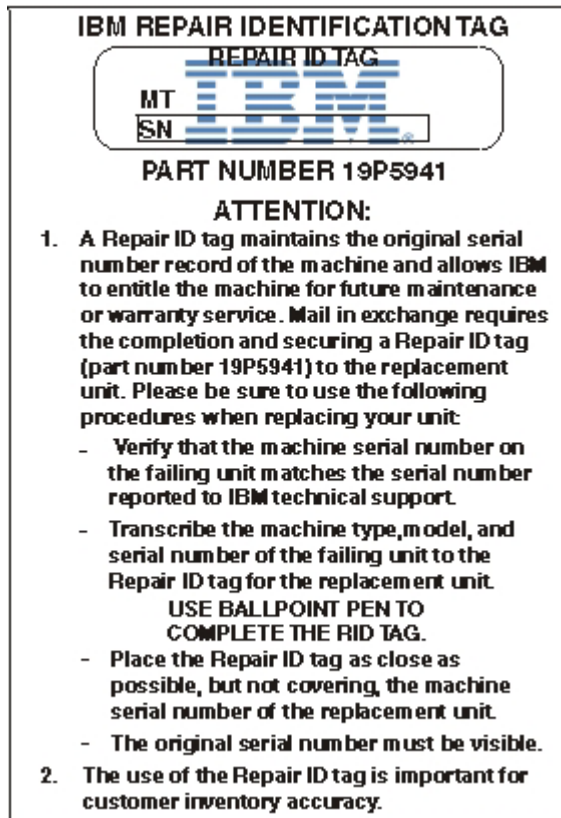 IBM REPAIR IDENTIFICATION TAG
REPAIR ID TAG
IBM®
MT
SN
PART NUMBER 19P5941
ATTENTION:
1. A Repair ID tag maintains the original serial
number record of the machine and allows IBM
to entitle the machine for future maintenance
or warranty service. Mail in exchange requires
the completion and securing a Repair ID tag
(part number 19P5941) to the replacement
unit. Please be sure to use the following
procedures when replacing your unit:
- Verify that the machine serial number on
the failing unit matches the serial number
reported to IBM technical support.
- Transcribe the machine type,model, and
serial number of the failing unit to the
Repair ID tag for the replacement unit.
USE BALLPOINT PEN TO
COMPLETE THE RID TAG.
- Place the Repair ID tag as close as
possible, but not covering, the machine
serial number of the replacement unit.
- The original serial number must be visible.
2. The use of the Repair ID tag is important for
customer inventory accuracy.